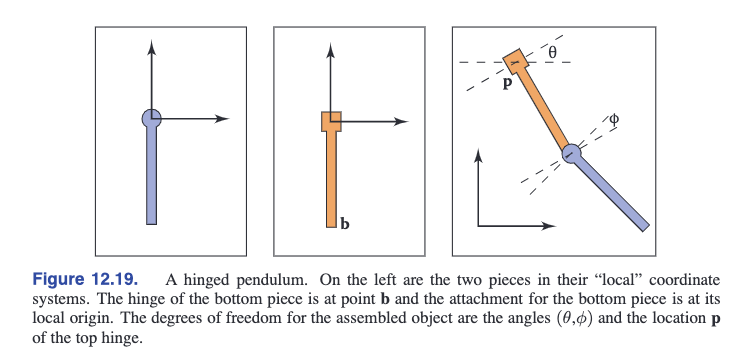 θ
p
ϕ
b
Figure 12.19. A hinged pendulum. On the left are the two pieces in their “local” coordinate
systems. The hinge of the bottom piece is at point b and the attachment for the bottom piece is at its
local origin. The degrees of freedom for the assembled object are the angles (θ,ϕ) and the location p
of the top hinge.